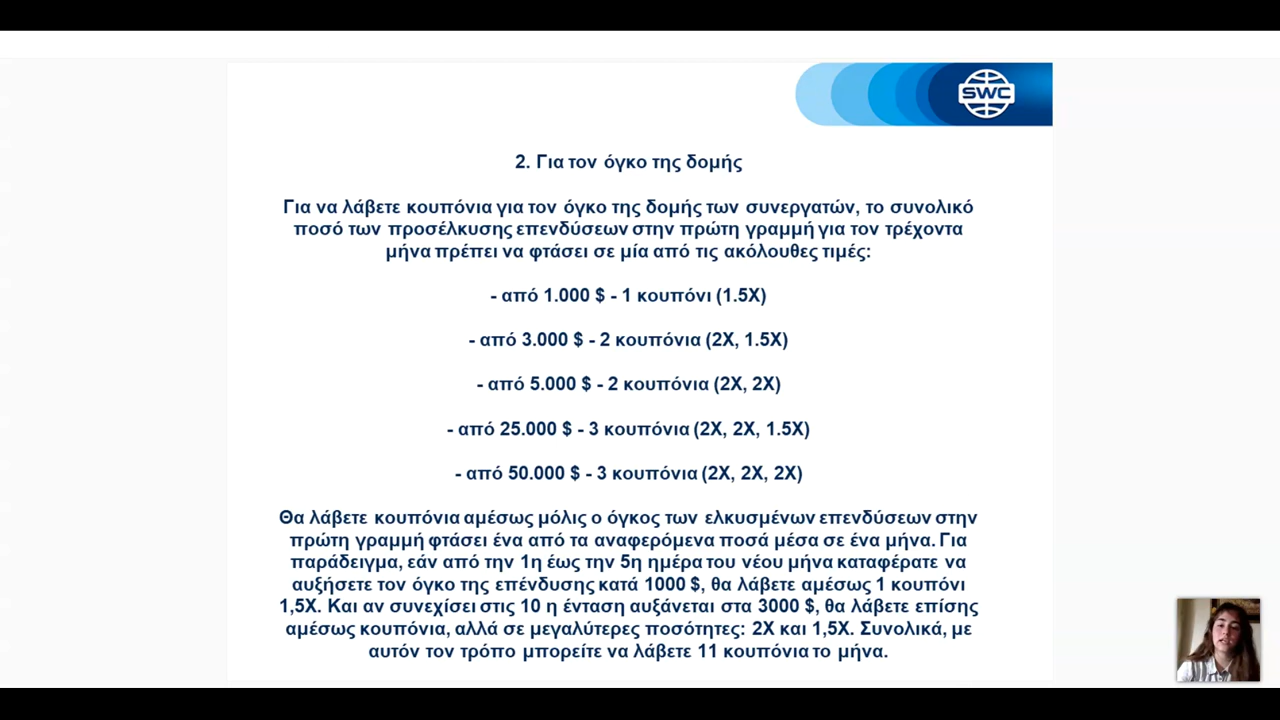 SWC
2. Για τον όγκο της δομής
Για να λάβετε κουπόνια για τον όγκο της δομής των συνεργατών, το συνολικό
ποσό των προσέλκυσης επενδύσεων στην πρώτη γραμμή για τον τρέχοντα
μήνα πρέπει να φτάσει σε μία από τις ακόλουθες τιμές:
- από 1.000 $ - 1 κουπόνι (1.5X)
- από 3.000 $ - 2 κουπόνια (2X, 1.5X)
- από 5.000 $ - 2 κουπόνια (2X, 2X)
- από 25.000 $ - 3 κουπόνια (2X, 2X, 1.5X)
- από 50.000 $ - 3 κουπόνια (2X, 2X, 2X)
Θα λάβετε κουπόνια αμέσως μόλις ο όγκος των ελκυσμένων επενδύσεων στην
πρώτη γραμμή φτάσει ένα από τα αναφερόμενα ποσά μέσα σε ένα μήνα. Για
παράδειγμα, εάν από την 1η έως την 5η ημέρα του νέου μήνα καταφέρατε να
αυξήσετε τον όγκο της επένδυσης κατά 1000 $, θα λάβετε αμέσως 1 κουπόνι
1,5X. Και αν συνεχίσει στις 10 η ένταση αυξάνεται στα 3000 $, θα λάβετε επίσης
αμέσως κουπόνια, αλλά σε μεγαλύτερες ποσότητες: 2X και 1,5X. Συνολικά, με
αυτόν τον τρόπο μπορείτε να λάβετε 11 κουπόνια το μήνα.